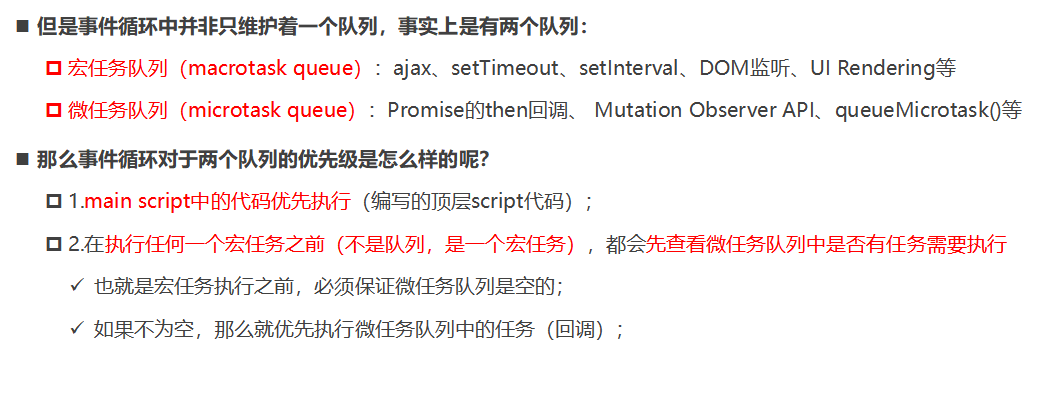 ■ 但是事件循环中并非只维护着一个队列，事实上是有两个队列：
宏任务队列（macrotask queue）：ajax、setTimeout、setInterval、DOM监听、UI Rendering等
微任务队列（microtask queue）：Promise的then回调、 Mutation Observer API、queueMicrotask()等
■ 那么事件循环对于两个队列的优先级是怎么样的呢？
1.main script中的代码优先执行（编写的顶层script代码）；
2.在执行任何一个宏任务之前（不是队列，是一个宏任务），都会先查看微任务队列中是否有任务需要执行
✓ 也就是宏任务执行之前，必须保证微任务队列是空的；
✓ 如果不为空，那么就优先执行微任务队列中的任务（回调）；